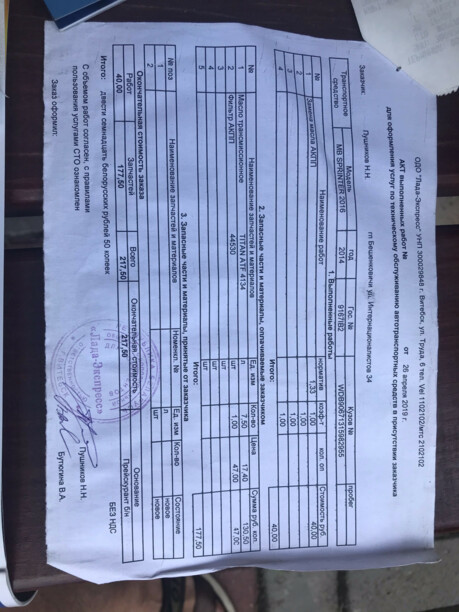 ОДО "Лада-Экспресс" УНП 300029848 г. Витебск, ул. Труда, 6 тел. Vel 1102102/мтс 2102102
АКТ выполненных работ № от 26 апреля 2019 г.
для оформления услуг по техническому обслуживанию автотранспортных средств в присутствии заказчика
Заказчик: Пушняков Н.Н. гп Бешенковичи ул. Интернационалистов 34
Транспортное средство Модель год Гос. № Кузов № пробег
MB SPRINTER 2016 2014 9167/B2
1. Выполненные работы
№ Наименование работ норматив коэф-т кол. оп Стоимость руб.
1 Замена масла АКПП 1,33 1,00 40,00
2 1,00
3 1,00
4 1,00
Итого: 40,00
2. Запасные части и материалы, оплачиваемые заказчиком
№ Наименование запчастей и материалов Ед. изм Кол-во Цена Сумма руб. коп.
1 Масло трансмиссионное ТИТАN ATF 4134 л 7,50 17,40 130,50
2 Фильтр АКПП 44530 шт 1,00 47,00 47,00
3 шт
4 шт
5 шт
Итого: 177,50
3. Запасные части и материалы, принятые от заказчика
№ поз Наименование запчастей и материалов Номенкл. № Ед. изм Кол-во Состояние
1 л новое
2 шт новое
Окончательная стоимость заказа
Работ Запчастей Всего Окончательная стоимость Основание
40,00 177,50 217,50 217,50 Прейскурант б/н
Итого: двести семнадцать белорусских рублей 50 копеек БЕЗ НДС
С объемом работ согласен, с правилами
пользования услугами СТО ознакомлен Пушняков Н.Н.
Заказ оформил: Бутюгина В.А.
«Лада-Экспресс»